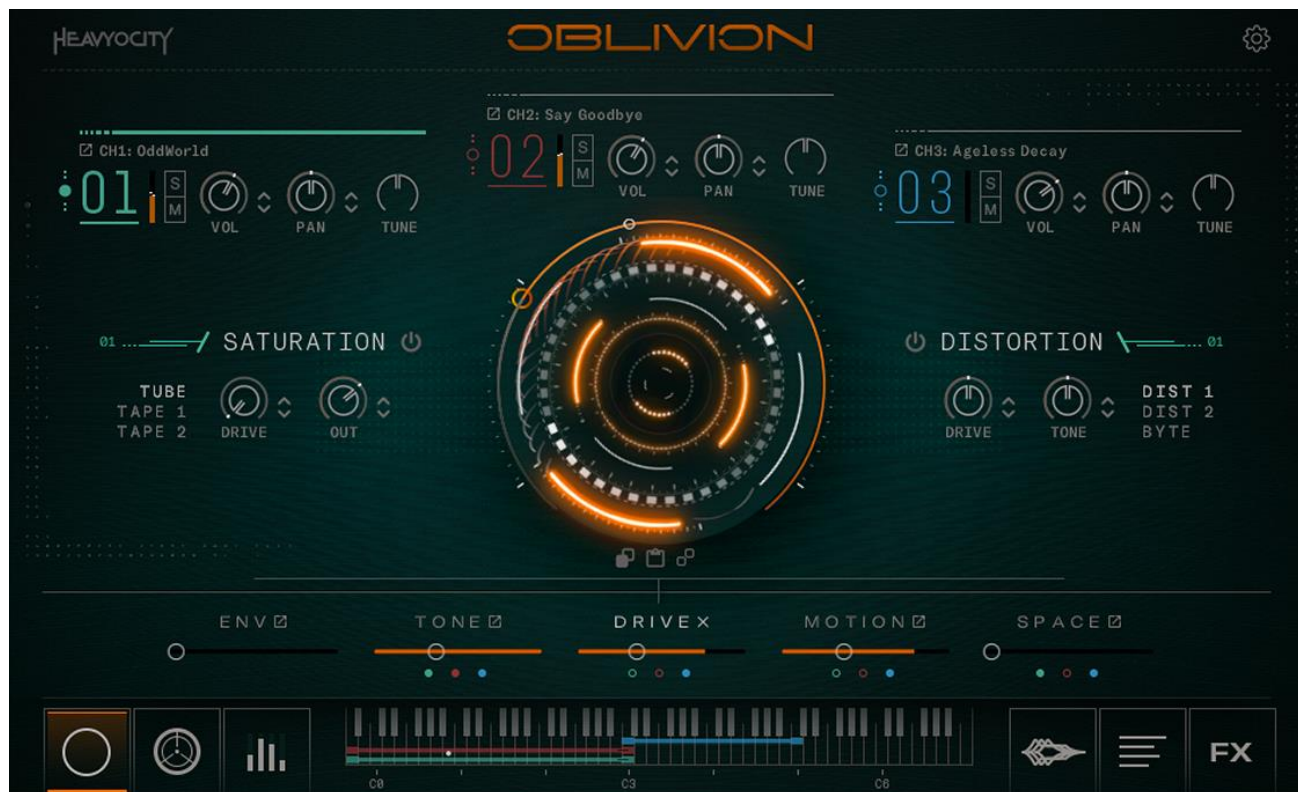 HEAVYOCITY
OBLIVION
CH1: OddWorld
01
S
M
VOL
PAN
TUNE
CH2: Say Goodbye
02
S
M
VOL
PAN
TUNE
CH3: Ageless Decay
03
S
M
VOL
PAN
TUNE
01
SATURATION
TUBE
TAPE 1
TAPE 2
DRIVE
OUT
DISTORTION
01
DRIVE
TONE
DIST 1
DIST 2
BYTE
ENV
TONE
DRIVE X
MOTION
SPACE
C0
C3
C6
FX